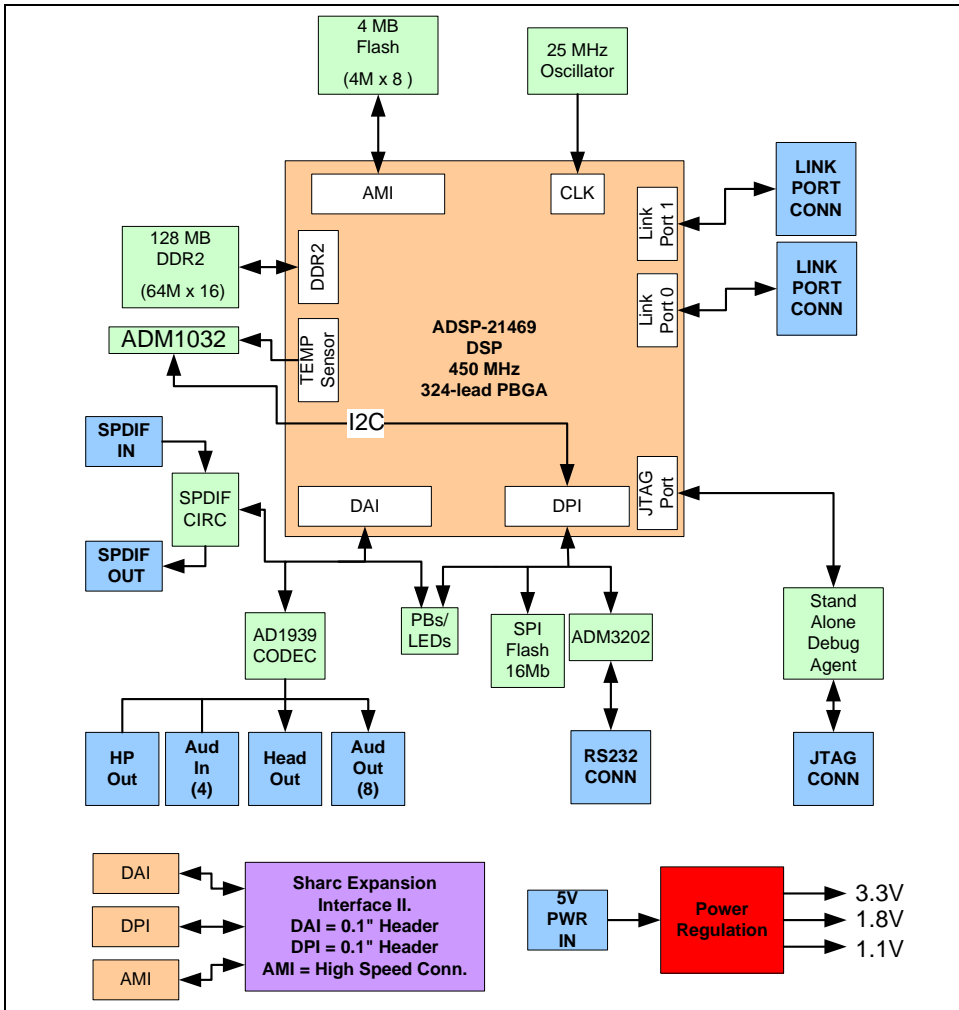 4 MB
Flash
(4M x 8 )
25 MHz
Oscillator
AMI
CLK
Link
Port 1
LINK
PORT
CONN
128 MB
DDR2
(64M x 16)
DDR2
Link
Port 0
LINK
PORT
CONN
ADM1032
TEMP
Sensor
ADSP-21469
DSP
450 MHz
324-lead PBGA
I2C
SPDIF
IN
SPDIF
CIRC
SPDIF
OUT
DAI
DPI
JTAG
Port
AD1939
CODEC
PBs/
LEDs
SPI
Flash
16Mb
ADM3202
Stand
Alone
Debug
Agent
HP
Out
Aud
In
(4)
Head
Out
Aud
Out
(8)
RS232
CONN
JTAG
CONN
DAI
DPI
AMI
Sharc Expansion
Interface II.
DAI = 0.1" Header
DPI = 0.1" Header
AMI = High Speed Conn.
5V
PWR
IN
Power
Regulation
3.3V
1.8V
1.1V